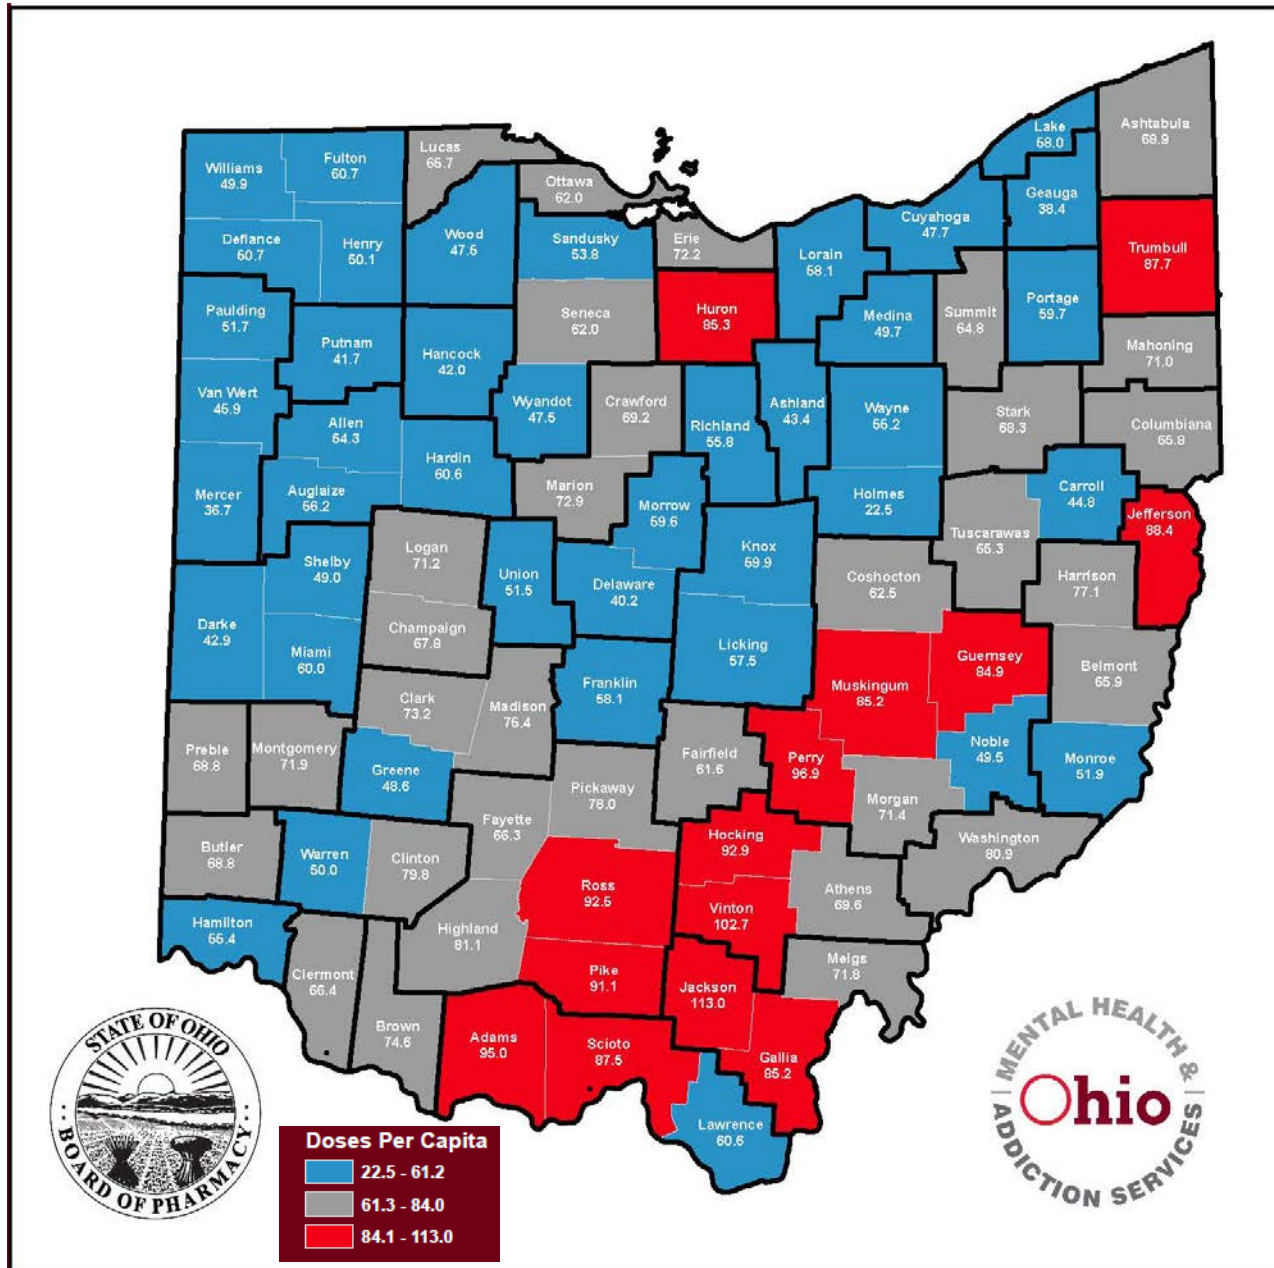 Ashtabula
68.9
Lake
58.0
Lucas
65.7
Fulton
60.7
Williams
49.9
Ottawa
62.0
Geauga
38.4
Cuyahoga
47.7
Wood
47.5
Sandusky
53.8
Erie
72.2
Defiance
60.7
Henry
50.1
Lorain
58.1
Trumbull
87.7
Paulding
51.7
Seneca
62.0
Huron
85.3
Medina
49.7
Summit
64.8
Portage
59.7
Putnam
41.7
Hancock
42.0
Mahoning
71.0
Van Wert
45.9
Wyandot
47.5
Crawford
69.2
Richland
55.8
Ashland
43.4
Wayne
55.2
Stark
68.3
Columbiana
65.8
Allen
54.3
Hardin
60.6
Mercer
36.7
Auglaize
56.2
Marion
72.9
Morrow
59.6
Holmes
22.5
Carroll
44.8
Jefferson
88.4
Tuscarawas
65.3
Logan
71.2
Shelby
49.0
Union
51.5
Delaware
40.2
Knox
59.9
Coshocton
62.5
Harrison
77.1
Darke
42.9
Miami
60.0
Champaign
67.8
Licking
57.5
Guernsey
84.9
Belmont
65.9
Franklin
58.1
Muskingum
85.2
Clark
73.2
Madison
76.4
Preble
68.8
Montgomery
71.9
Greene
48.6
Fairfield
61.6
Perry
96.9
Noble
49.5
Monroe
51.9
Pickaway
78.0
Morgan
71.4
Fayette
66.3
Hocking
92.9
Washington
80.9
Butler
68.8
Warren
50.0
Clinton
79.8
Ross
92.5
Athens
69.6
Vinton
102.7
Hamilton
55.4
Highland
81.1
Clermont
66.4
Pike
91.1
Jackson
113.0
Meigs
71.8
Brown
74.6
Adams
95.0
Scioto
87.5
Gallia
85.2
Lawrence
60.6
STATE OF OHIO
BOARD OF PHARMACY
Doses Per Capita
22.5 - 61.2
61.3 - 84.0
84.1 - 113.0
MENTAL HEALTH &
Ohio
ADDICTION SERVICES